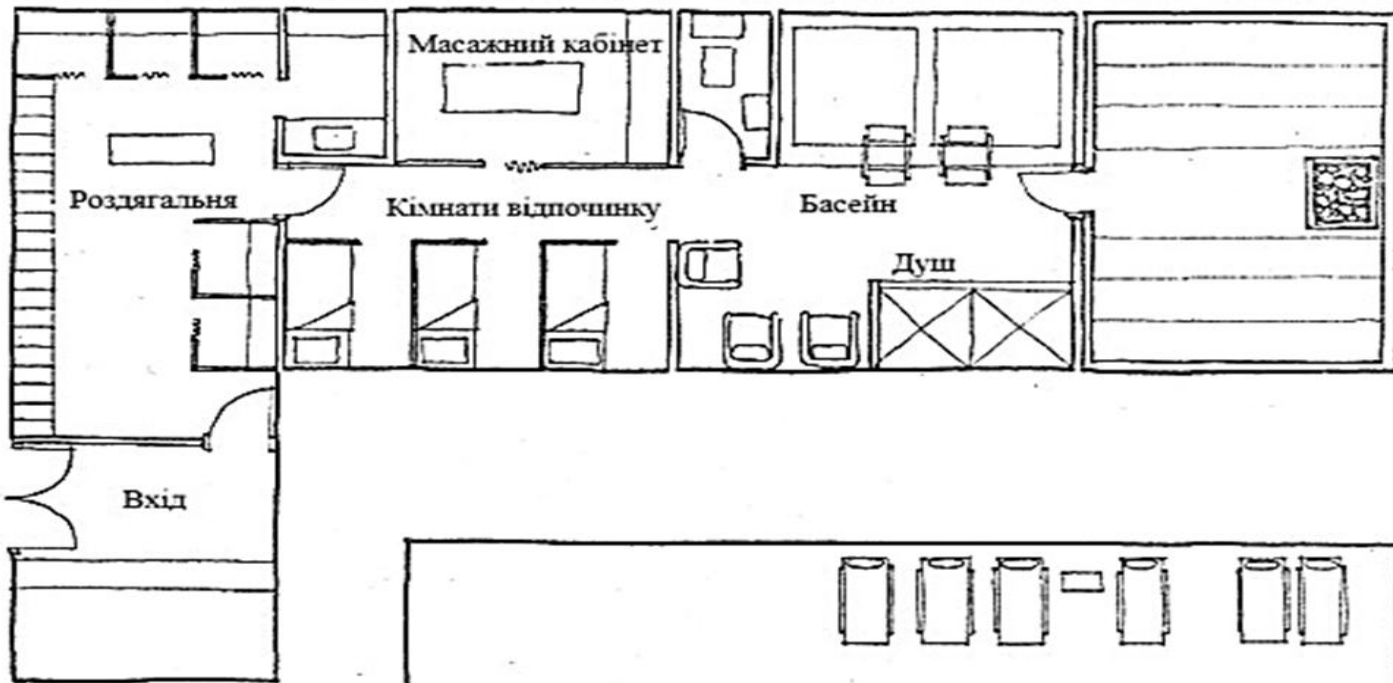 Масажний кабінет
Роздягальня
Кімнати відпочинку
Басейн
Душ
Вхід